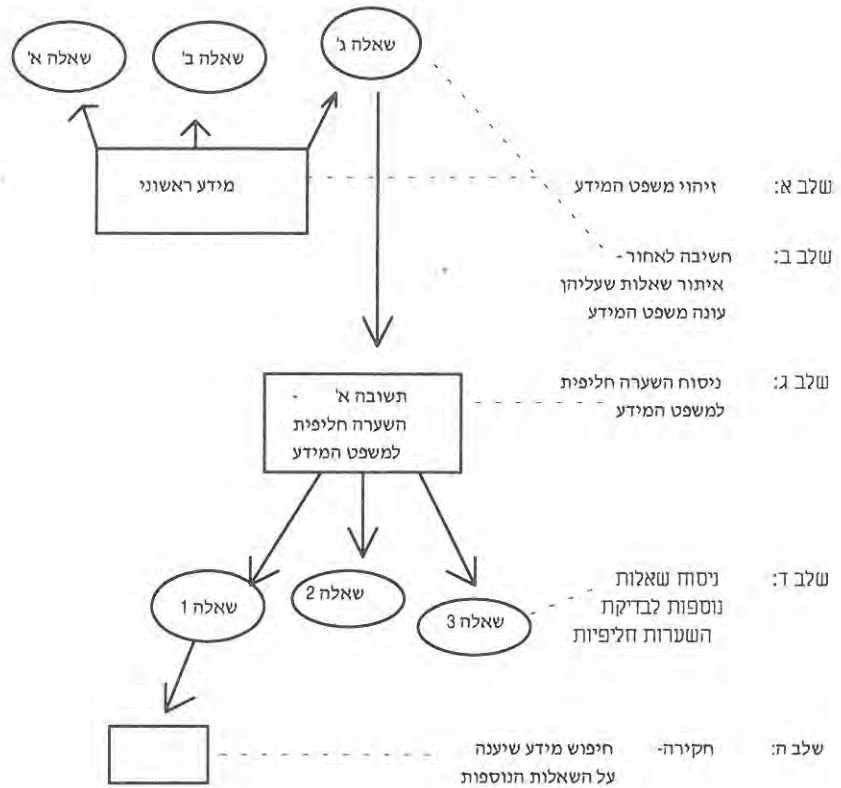 שאלה א'
שאלה ב'
שאלה ג'
מידע ראשוני
שלב א: זיהוי משפט המידע
שלב ב: חשיבה לאחור -
איתור שאלות שעליהן
עונה משפט המידע
שלב ג: ניסוח השערה חליפית
למשפט המידע
תשובה א' -
השערה חליפית
למשפט המידע
שלב ד: ניסוח שאלות
נוספות לבדיקת
השערות חליפיות
שאלה 1
שאלה 2
שאלה 3
שלב ה: חקירה- חיפוש מידע שיענה
על השאלות הנוספות